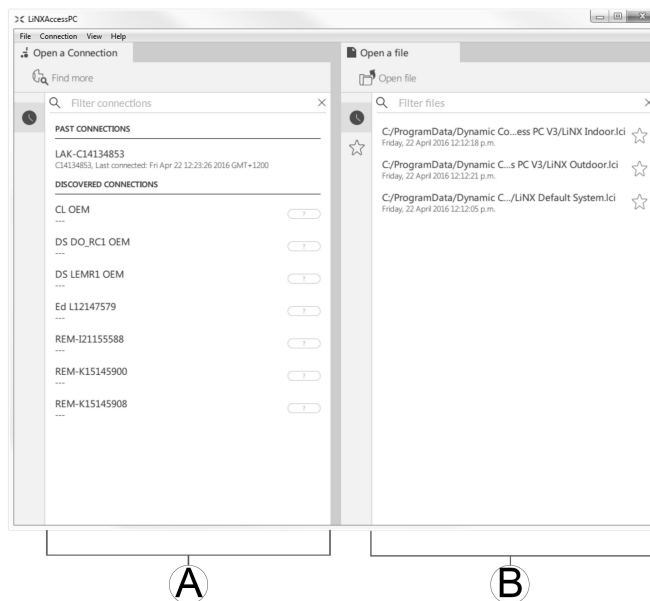 LiNXAccessPC
File Connection View Help
Open a Connection
Find more
Filter connections
PAST CONNECTIONS
LAK-C14134853
C14134853, Last connected: Fri Apr 22 12:23:26 2016 GMT+1200
DISCOVERED CONNECTIONS
CL OEM
---
?
DS DO_RC1 OEM
---
?
DS LEMR1 OEM
---
?
Ed L12147579
---
?
REM-I21155588
---
?
REM-K15145900
---
?
REM-K15145908
---
?
Open a file
Open file
Filter files
C:/ProgramData/Dynamic Co...ess PC V3/LiNX Indoor.lci
Friday, 22 April 2016 12:12:18 p.m.
C:/ProgramData/Dynamic C...s PC V3/LiNX Outdoor.lci
Friday, 22 April 2016 12:12:21 p.m.
C:/ProgramData/Dynamic C.../LiNX Default System.lci
Friday, 22 April 2016 12:12:05 p.m.
A
B